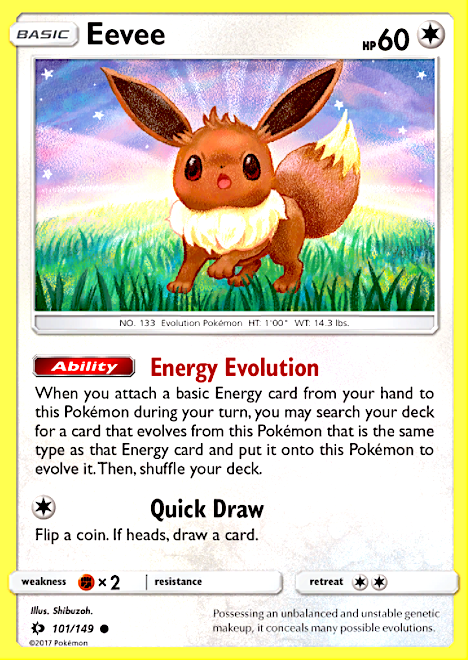 BASIC Eevee HP 60
NO. 133 Evolution Pokémon HT: 1'00" WT: 14.3 lbs.
Ability Energy Evolution
When you attach a basic Energy card from your hand to
this Pokémon during your turn, you may search your deck
for a card that evolves from this Pokémon that is the same
type as that Energy card and put it onto this Pokémon to
evolve it. Then, shuffle your deck.
Quick Draw
Flip a coin. If heads, draw a card.
weakness × 2 resistance retreat
Illus. Shibuzoh.
101/149
©2017 Pokémon
Possessing an unbalanced and unstable genetic
makeup, it conceals many possible evolutions.